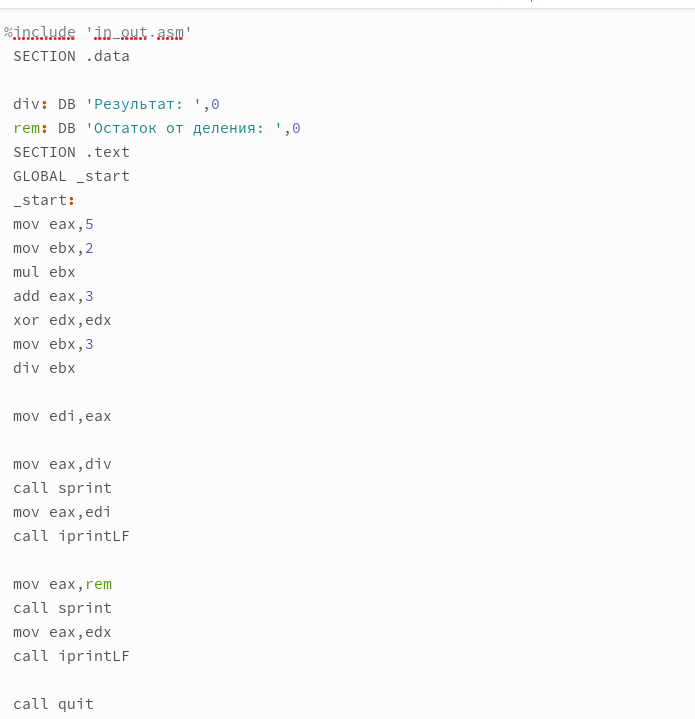 %include 'in_out.asm'
SECTION .data
div: DB 'Результат: ',0
rem: DB 'Остаток от деления: ',0
SECTION .text
GLOBAL _start
_start:
mov eax,5
mov ebx,2
mul ebx
add eax,3
xor edx,edx
mov ebx,3
div ebx
mov edi,eax
mov eax,div
call sprint
mov eax,edi
call iprintLF
mov eax,rem
call sprint
mov eax,edx
call iprintLF
call quit